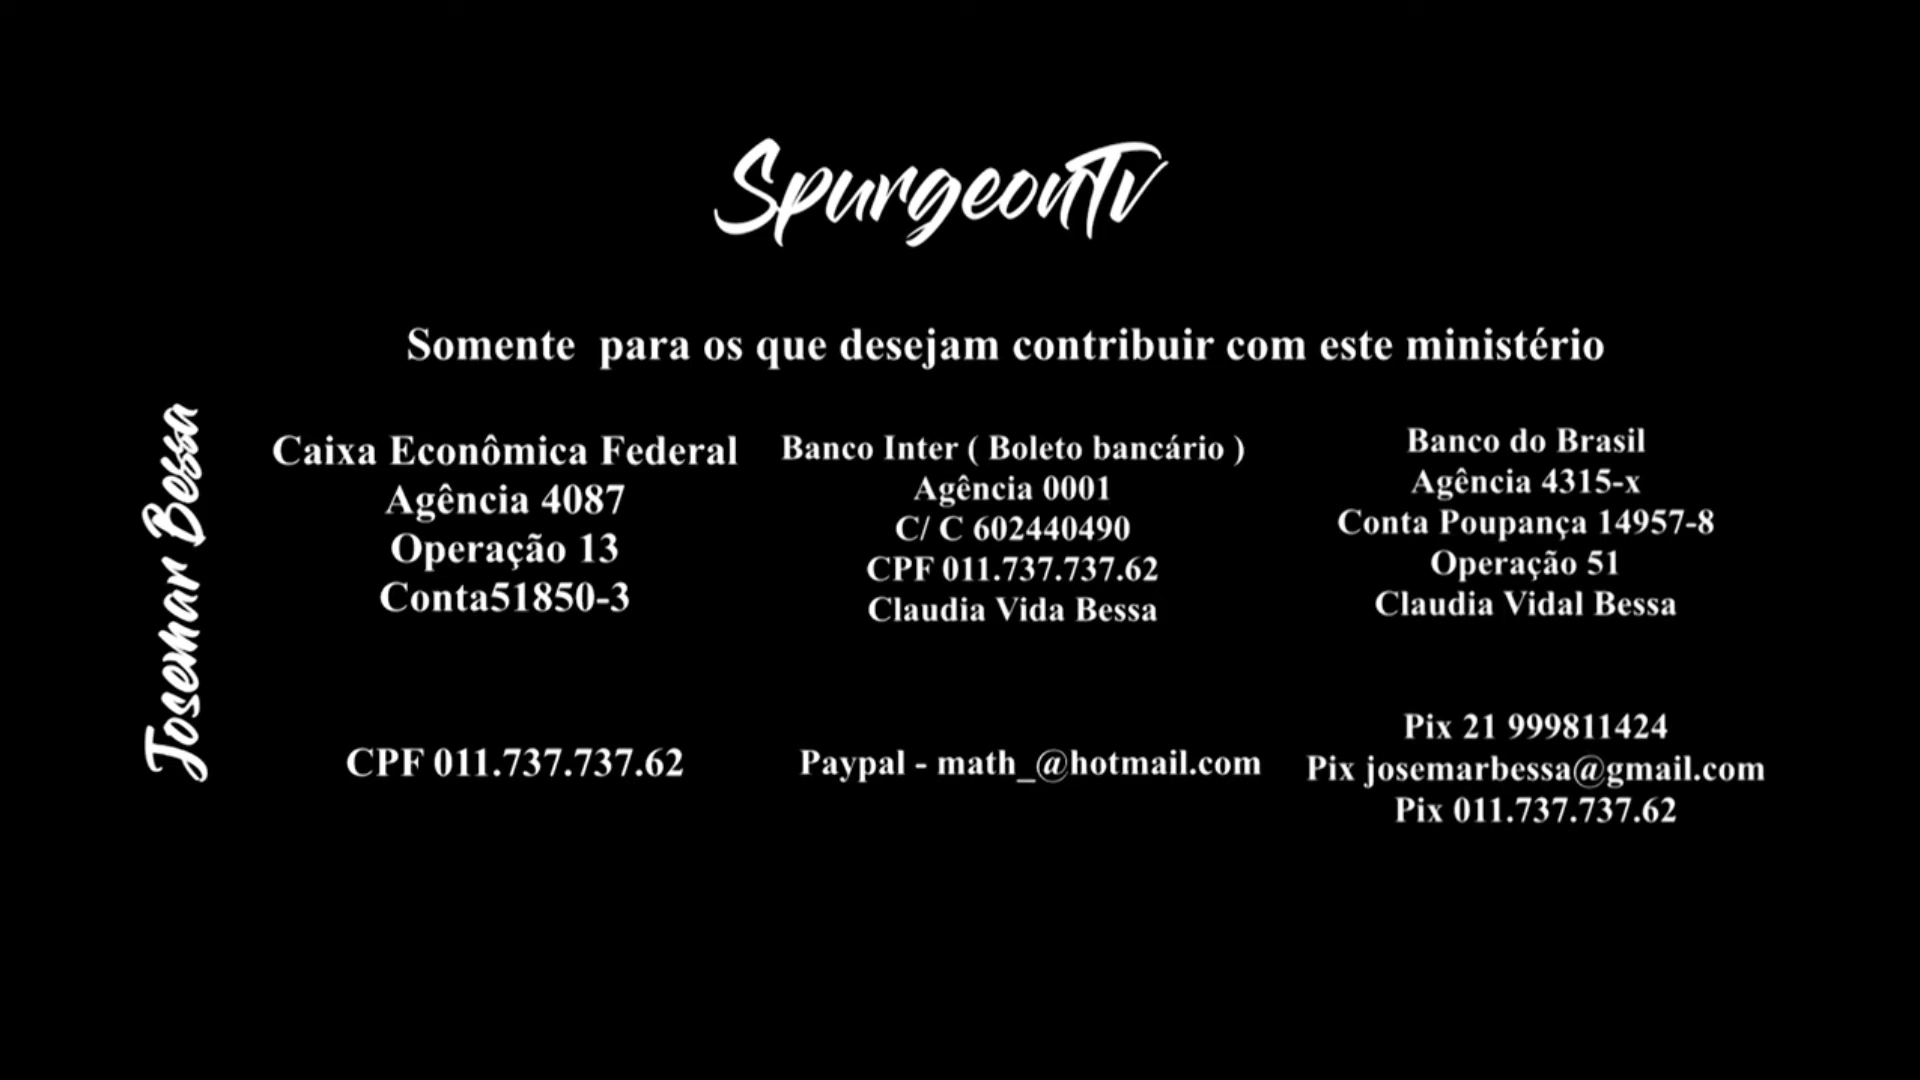 SpurgeonTv
Somente  para os que desejam contribuir com este ministério
Josemar Bessa
Caixa Econômica Federal
Agência 4087
Operação 13
Conta51850-3
CPF 011.737.737.62
Banco Inter ( Boleto bancário )
Agência 0001
C/ C 602440490
CPF 011.737.737.62
Claudia Vida Bessa
Paypal - math_@hotmail.com
Banco do Brasil
Agência 4315-x
Conta Poupança 14957-8
Operação 51
Claudia Vidal Bessa
Pix 21 999811424
Pix josemarbessa@gmail.com
Pix 011.737.737.62